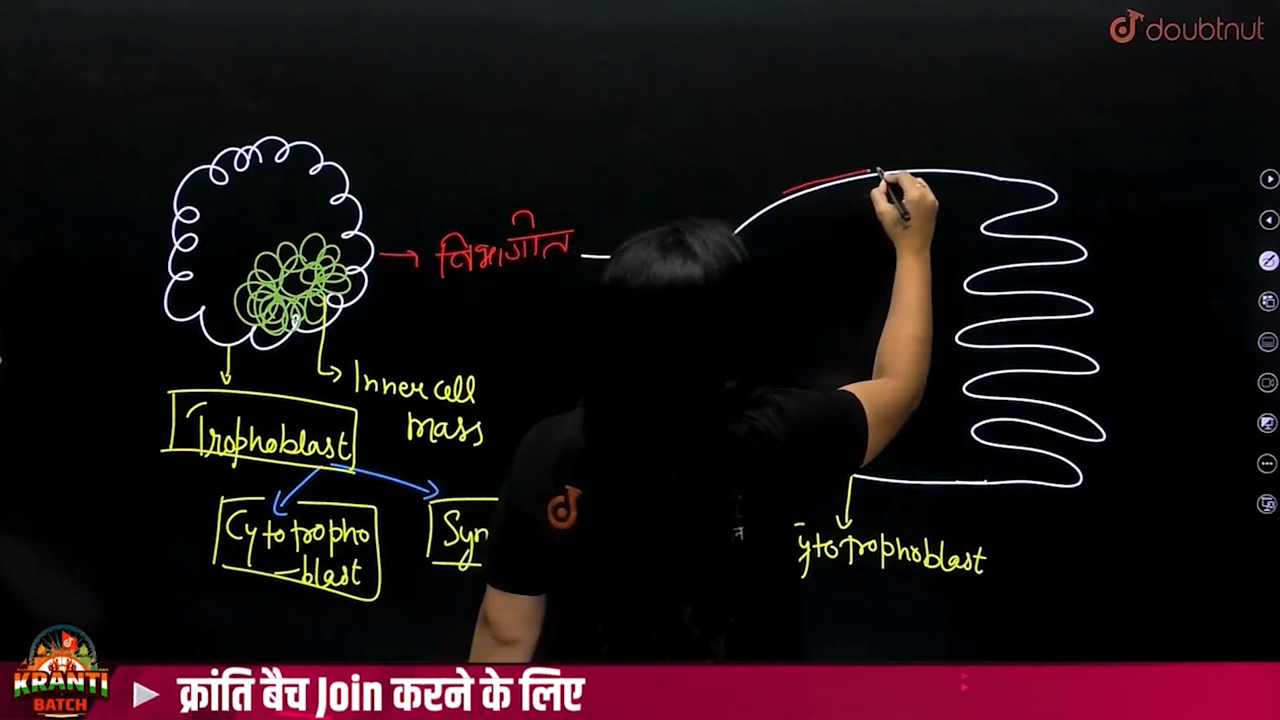 doubtnut
विभाजीत
Inner cell
mass
Trophoblast
Cytotropho
-blast
Syn
ytotrophoblast
KRANTI
BATCH
क्रांति बैच Join करने के लिए